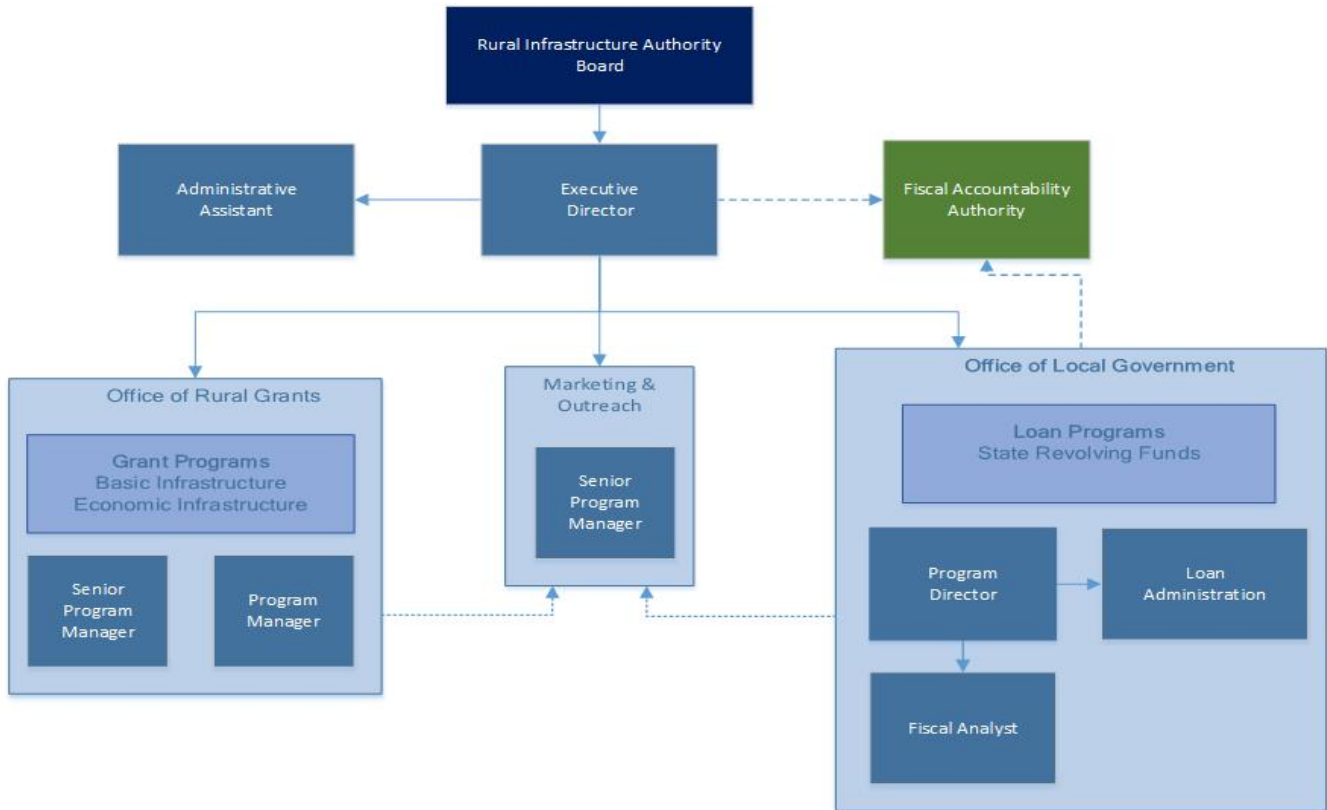 Rural Infrastructure Authority
Board
Administrative
Assistant
Executive
Director
Fiscal Accountability
Authority
Office of Rural Grants
Grant Programs
Basic Infrastructure
Economic Infrastructure
Senior
Program
Manager
Program
Manager
Marketing &
Outreach
Senior
Program
Manager
Office of Local Government
Loan Programs
State Revolving Funds
Program
Director
Loan
Administration
Fiscal Analyst